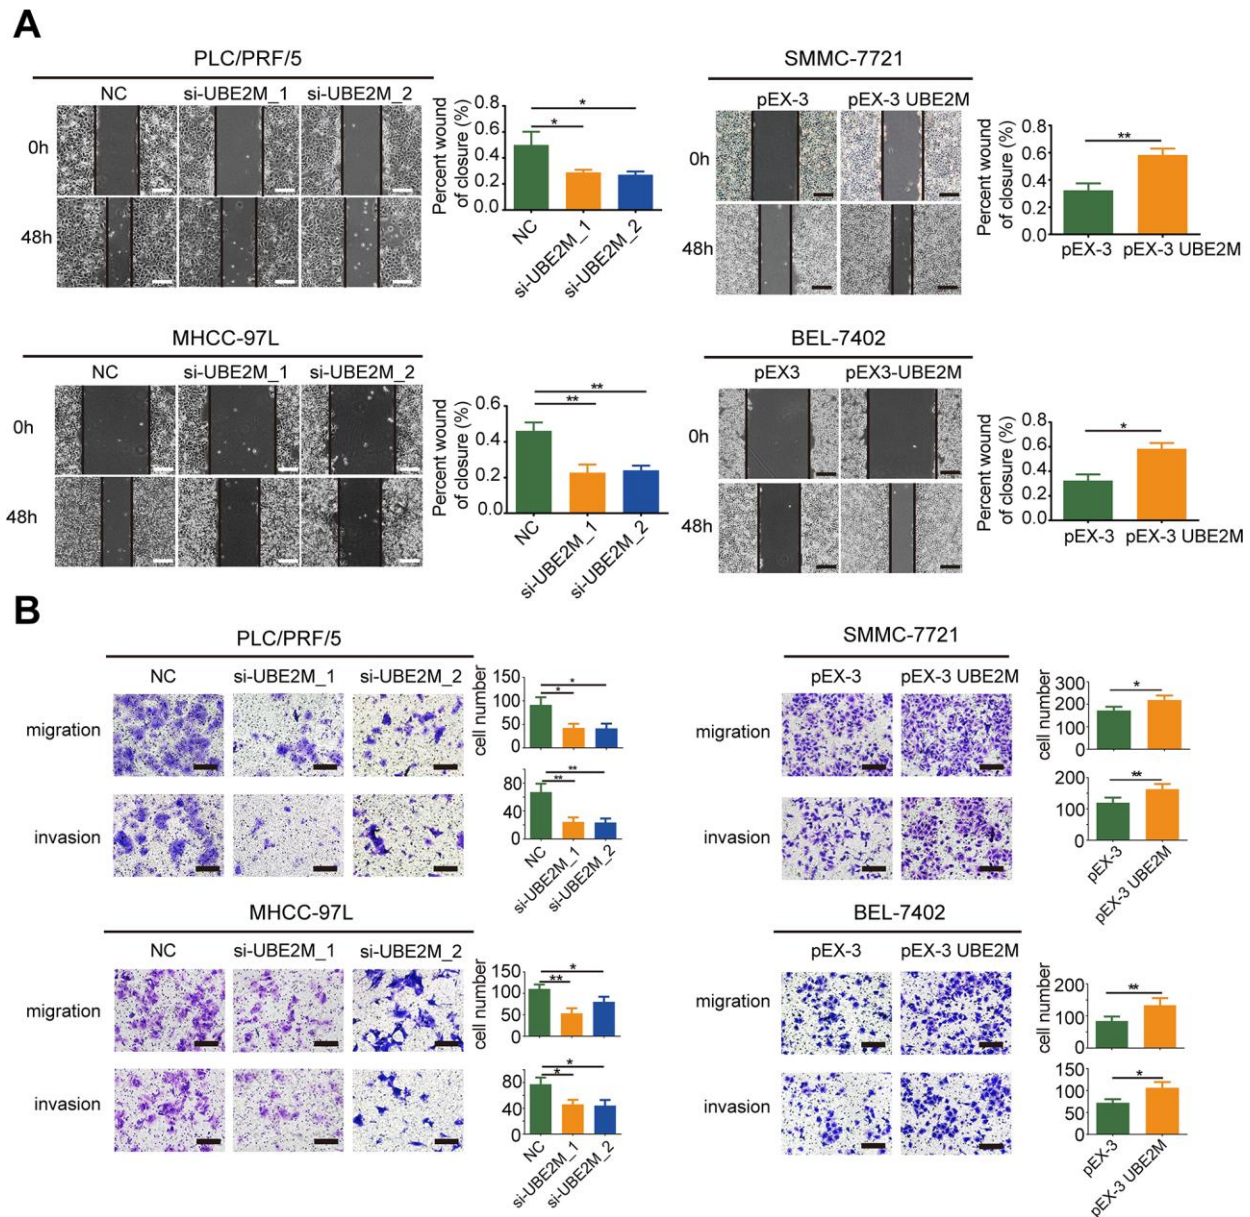 A
PLC/PRF/5
NC si-UBE2M_1 si-UBE2M_2
0h
48h
Percent wound
of closure (%)
0.8
0.6
0.4
0.2
0.0
* *
NC
si-UBE2M_1
si-UBE2M_2
SMMC-7721
pEX-3 pEX-3 UBE2M
0h
48h
Percent wound
of closure (%)
0.8
0.6
0.4
0.2
0.0
**
pEX-3 pEX-3 UBE2M
MHCC-97L
NC si-UBE2M_1 si-UBE2M_2
0h
48h
Percent wound
of closure (%)
0.6
0.4
0.2
0.0
**
**
NC
si-UBE2M_1
si-UBE2M_2
BEL-7402
pEX3 pEX3-UBE2M
0h
48h
Percent wound
of closure (%)
0.8
0.6
0.4
0.2
0.0
*
pEX-3 pEX-3 UBE2M
B
PLC/PRF/5
NC si-UBE2M_1 si-UBE2M_2
migration
invasion
cell number
150
100
50
0
*
*
80
40
0
**
**
NC
si-UBE2M_1
si-UBE2M_2
SMMC-7721
pEX-3 pEX-3 UBE2M
migration
invasion
cell number
300
200
100
0
*
200
100
0
**
pEX-3
pEX-3 UBE2M
MHCC-97L
NC si-UBE2M_1 si-UBE2M_2
migration
invasion
cell number
150
100
50
0
*
**
80
40
0
*
*
NC
si-UBE2M_1
si-UBE2M_2
BEL-7402
pEX-3 pEX-3 UBE2M
migration
invasion
cell number
200
100
0
**
150
100
50
0
*
pEX-3
pEX-3 UBE2M